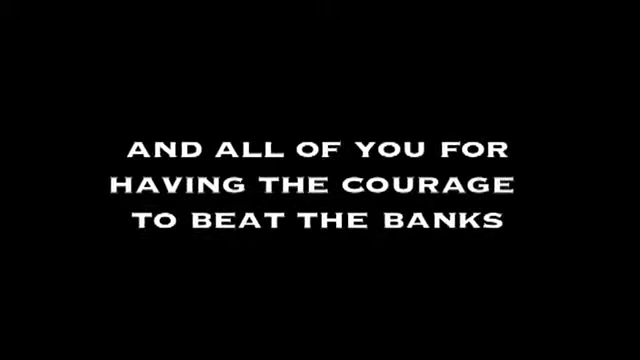 AND ALL OF YOU FOR
HAVING THE COURAGE
TO BEAT THE BANKS